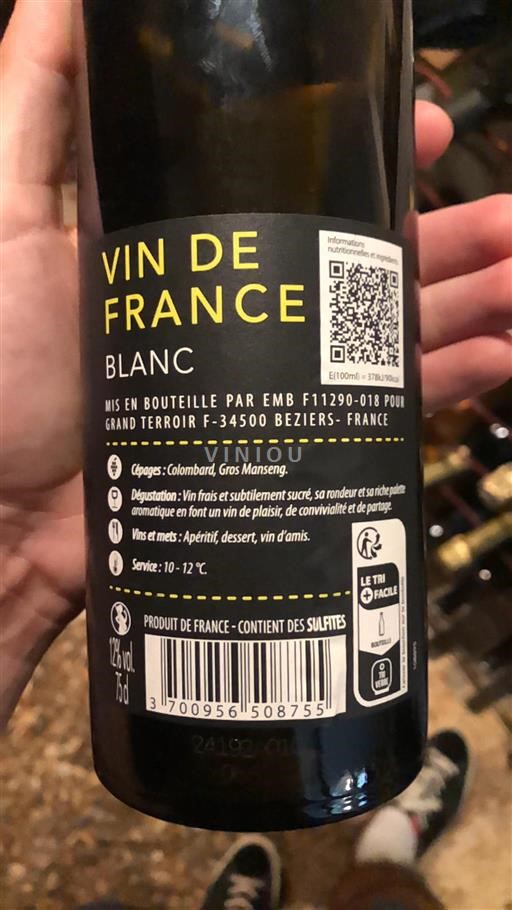 Informations
nutritionnelles et ingrédients
E(100ml) = 378kJ/90kcal
VIN DE
FRANCE
BLANC
MIS EN BOUTEILLE PAR EMB F11290-018 POUR
GRAND TERROIR F-34500 BEZIERS- FRANCE
VINIOU
Cépages : Colombard, Gros Manseng.
Dégustation : Vin frais et subtilement sucré, sa rondeur et sa riche palette
aromatique en font un vin de plaisir, de convivialité et de partage.
Vins et mets : Apéritif, dessert, vin d'amis.
Service : 10 - 12 °C.
LE TRI
+ FACILE
BOUTEILLE
TRI
VERRE
PRODUIT DE FRANCE - CONTIENT DES SULFITES
12% vol.
75cl
3 700956 508755